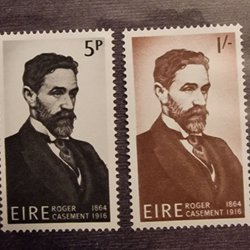 5P
EIRE ROGER 1864
CASEMENT 1916
1/-
EIRE ROGER 1864
CASEMENT 1916